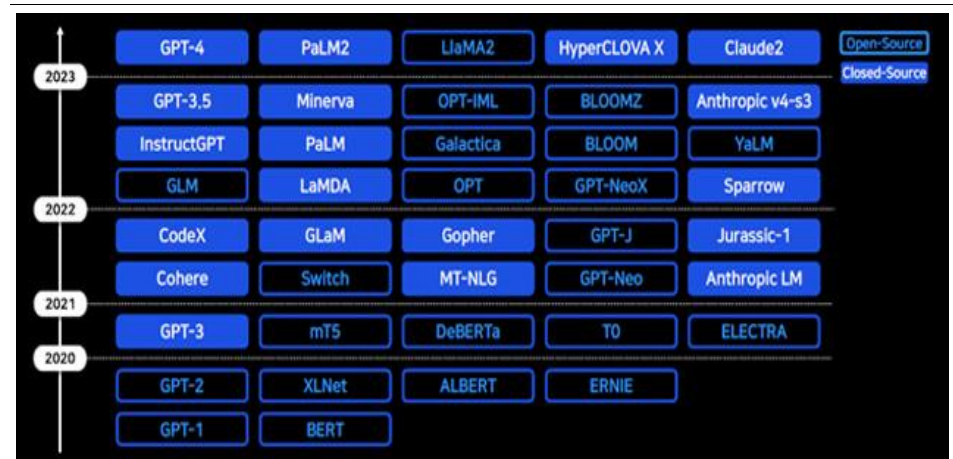 GPT-4 PaLM2 LlaMA2 HyperCLOVA X Claude2 Open-Source
2023 Closed-Source
GPT-3,5 Minerva OPT-IML BLOOMZ Anthropic v4-s3
InstructGPT PaLM Galactica BLOOM YaLM
GLM LaMDA OPT GPT-NeoX Sparrow
2022
CodeX GLaM Gopher GPT-J Jurassic-1
Cohere Switch MT-NLG GPT-Neo Anthropic LM
2021
GPT-3 mT5 DeBERTa T0 ELECTRA
2020
GPT-2 XLNet ALBERT ERNIE
GPT-1 BERT